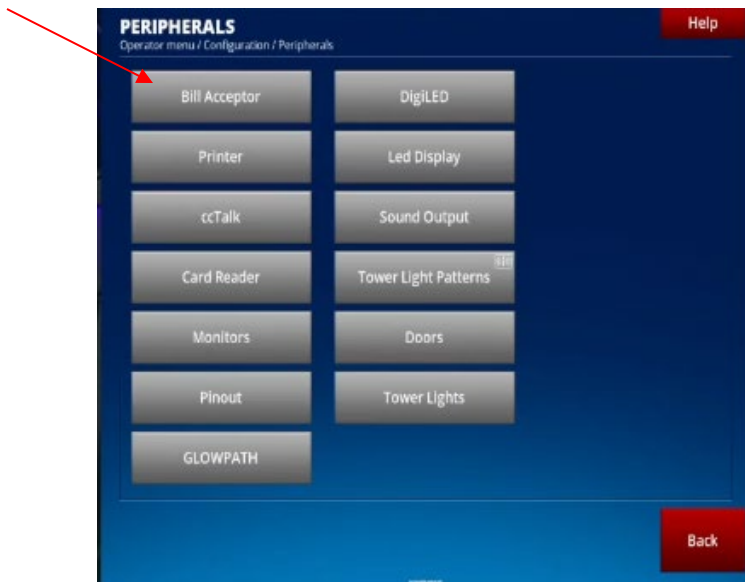 PERIPHERALS
Help
Operator menu / Configuration / Peripherals
Bill Acceptor
DigiLED
Printer
Led Display
ccTalk
Sound Output
Card Reader
Tower Light Patterns
Monitors
Doors
Pinout
Tower Lights
GLOWPATH
Back